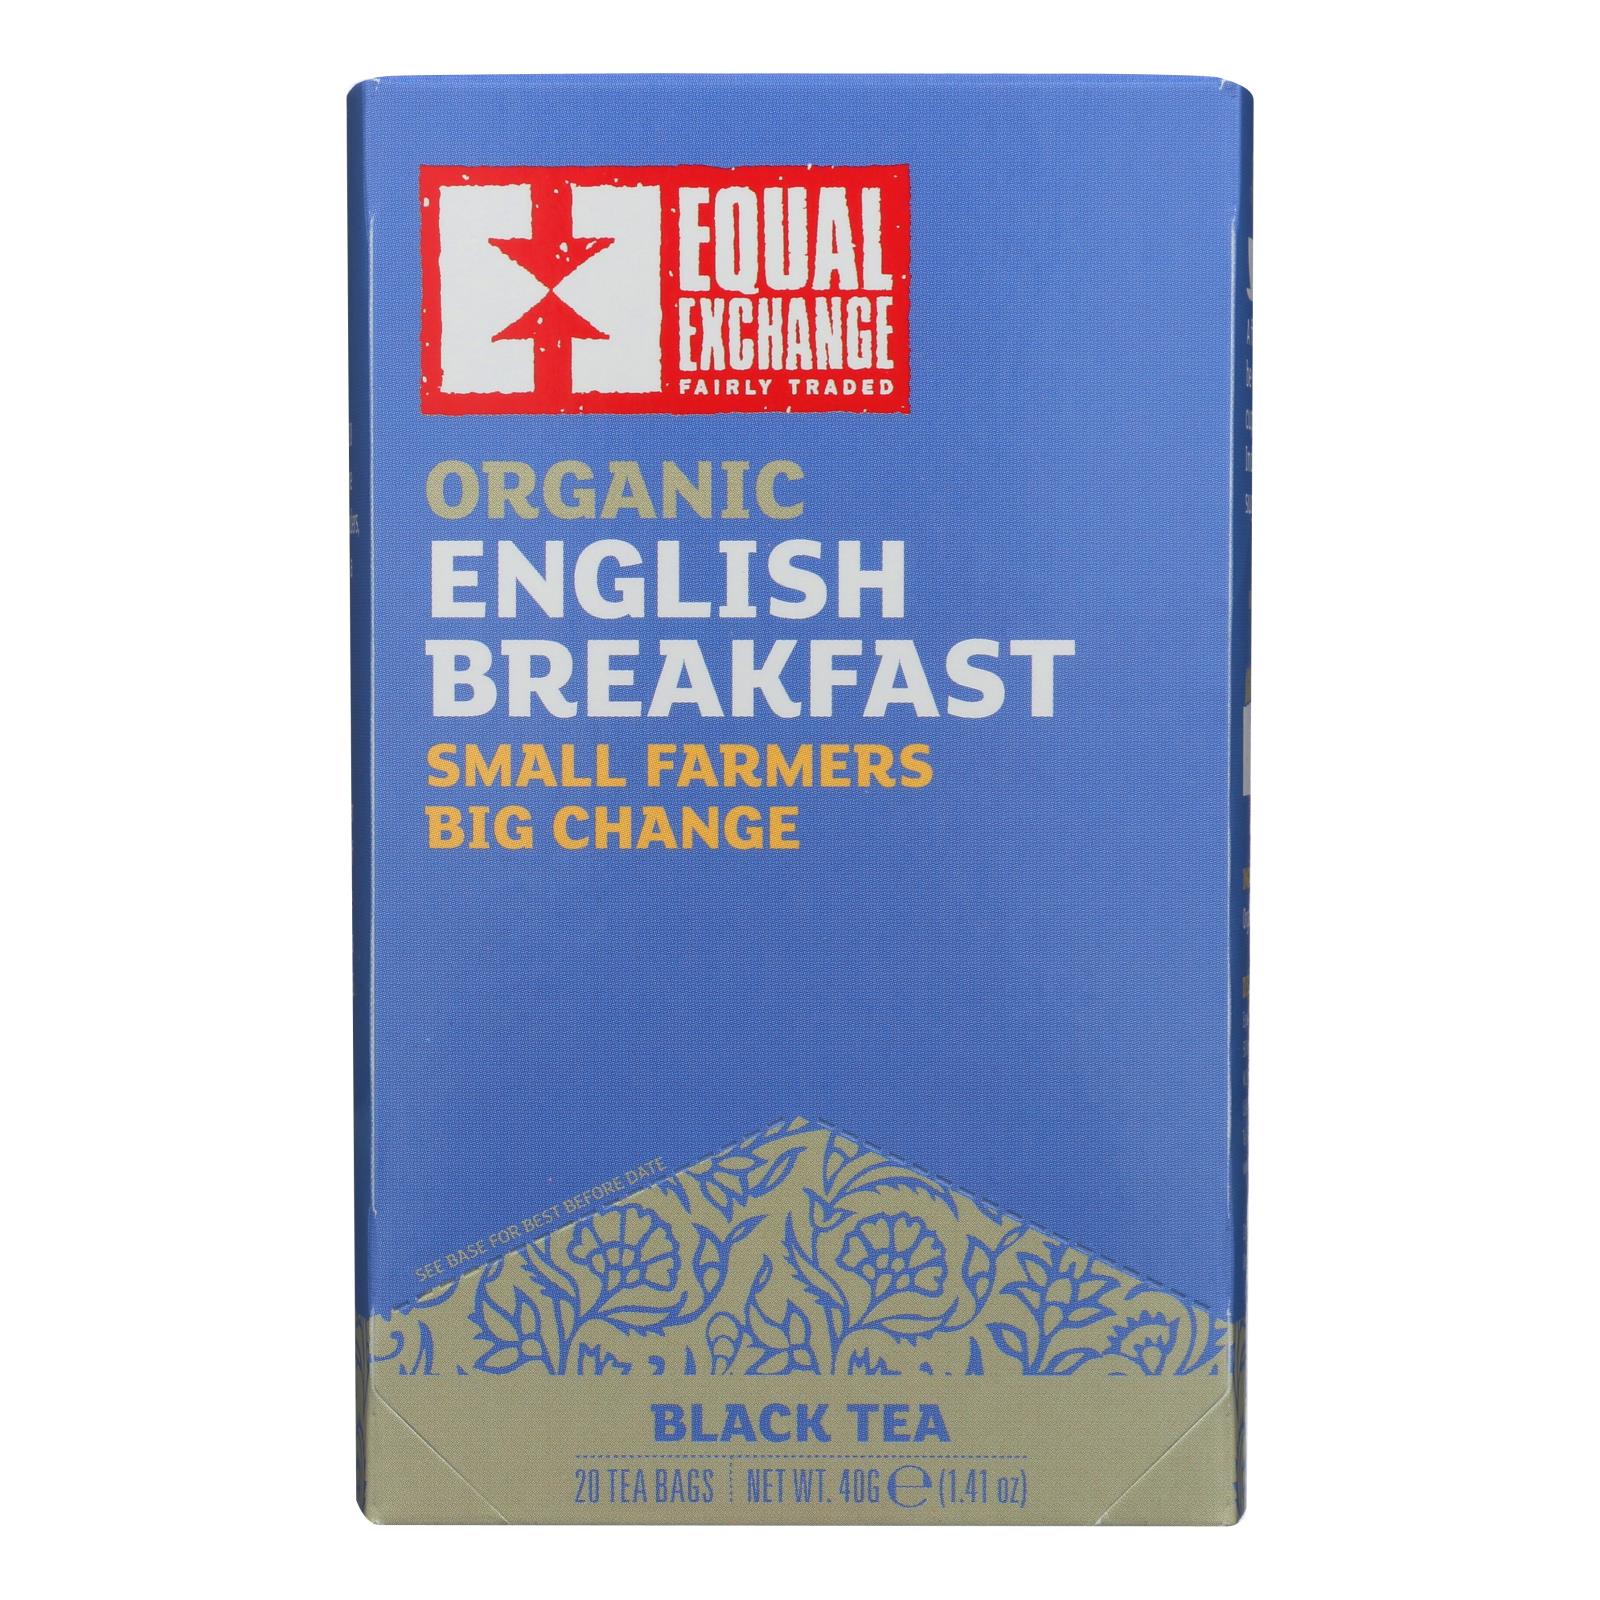 EQUAL
EXCHANGE
FAIRLY TRADED
ORGANIC
ENGLISH
BREAKFAST
SMALL FARMERS
BIG CHANGE
SEE BASE FOR BEST BEFORE DATE
BLACK TEA
20 TEA BAGS NET WT. 40G ℮ (1.41 oz)